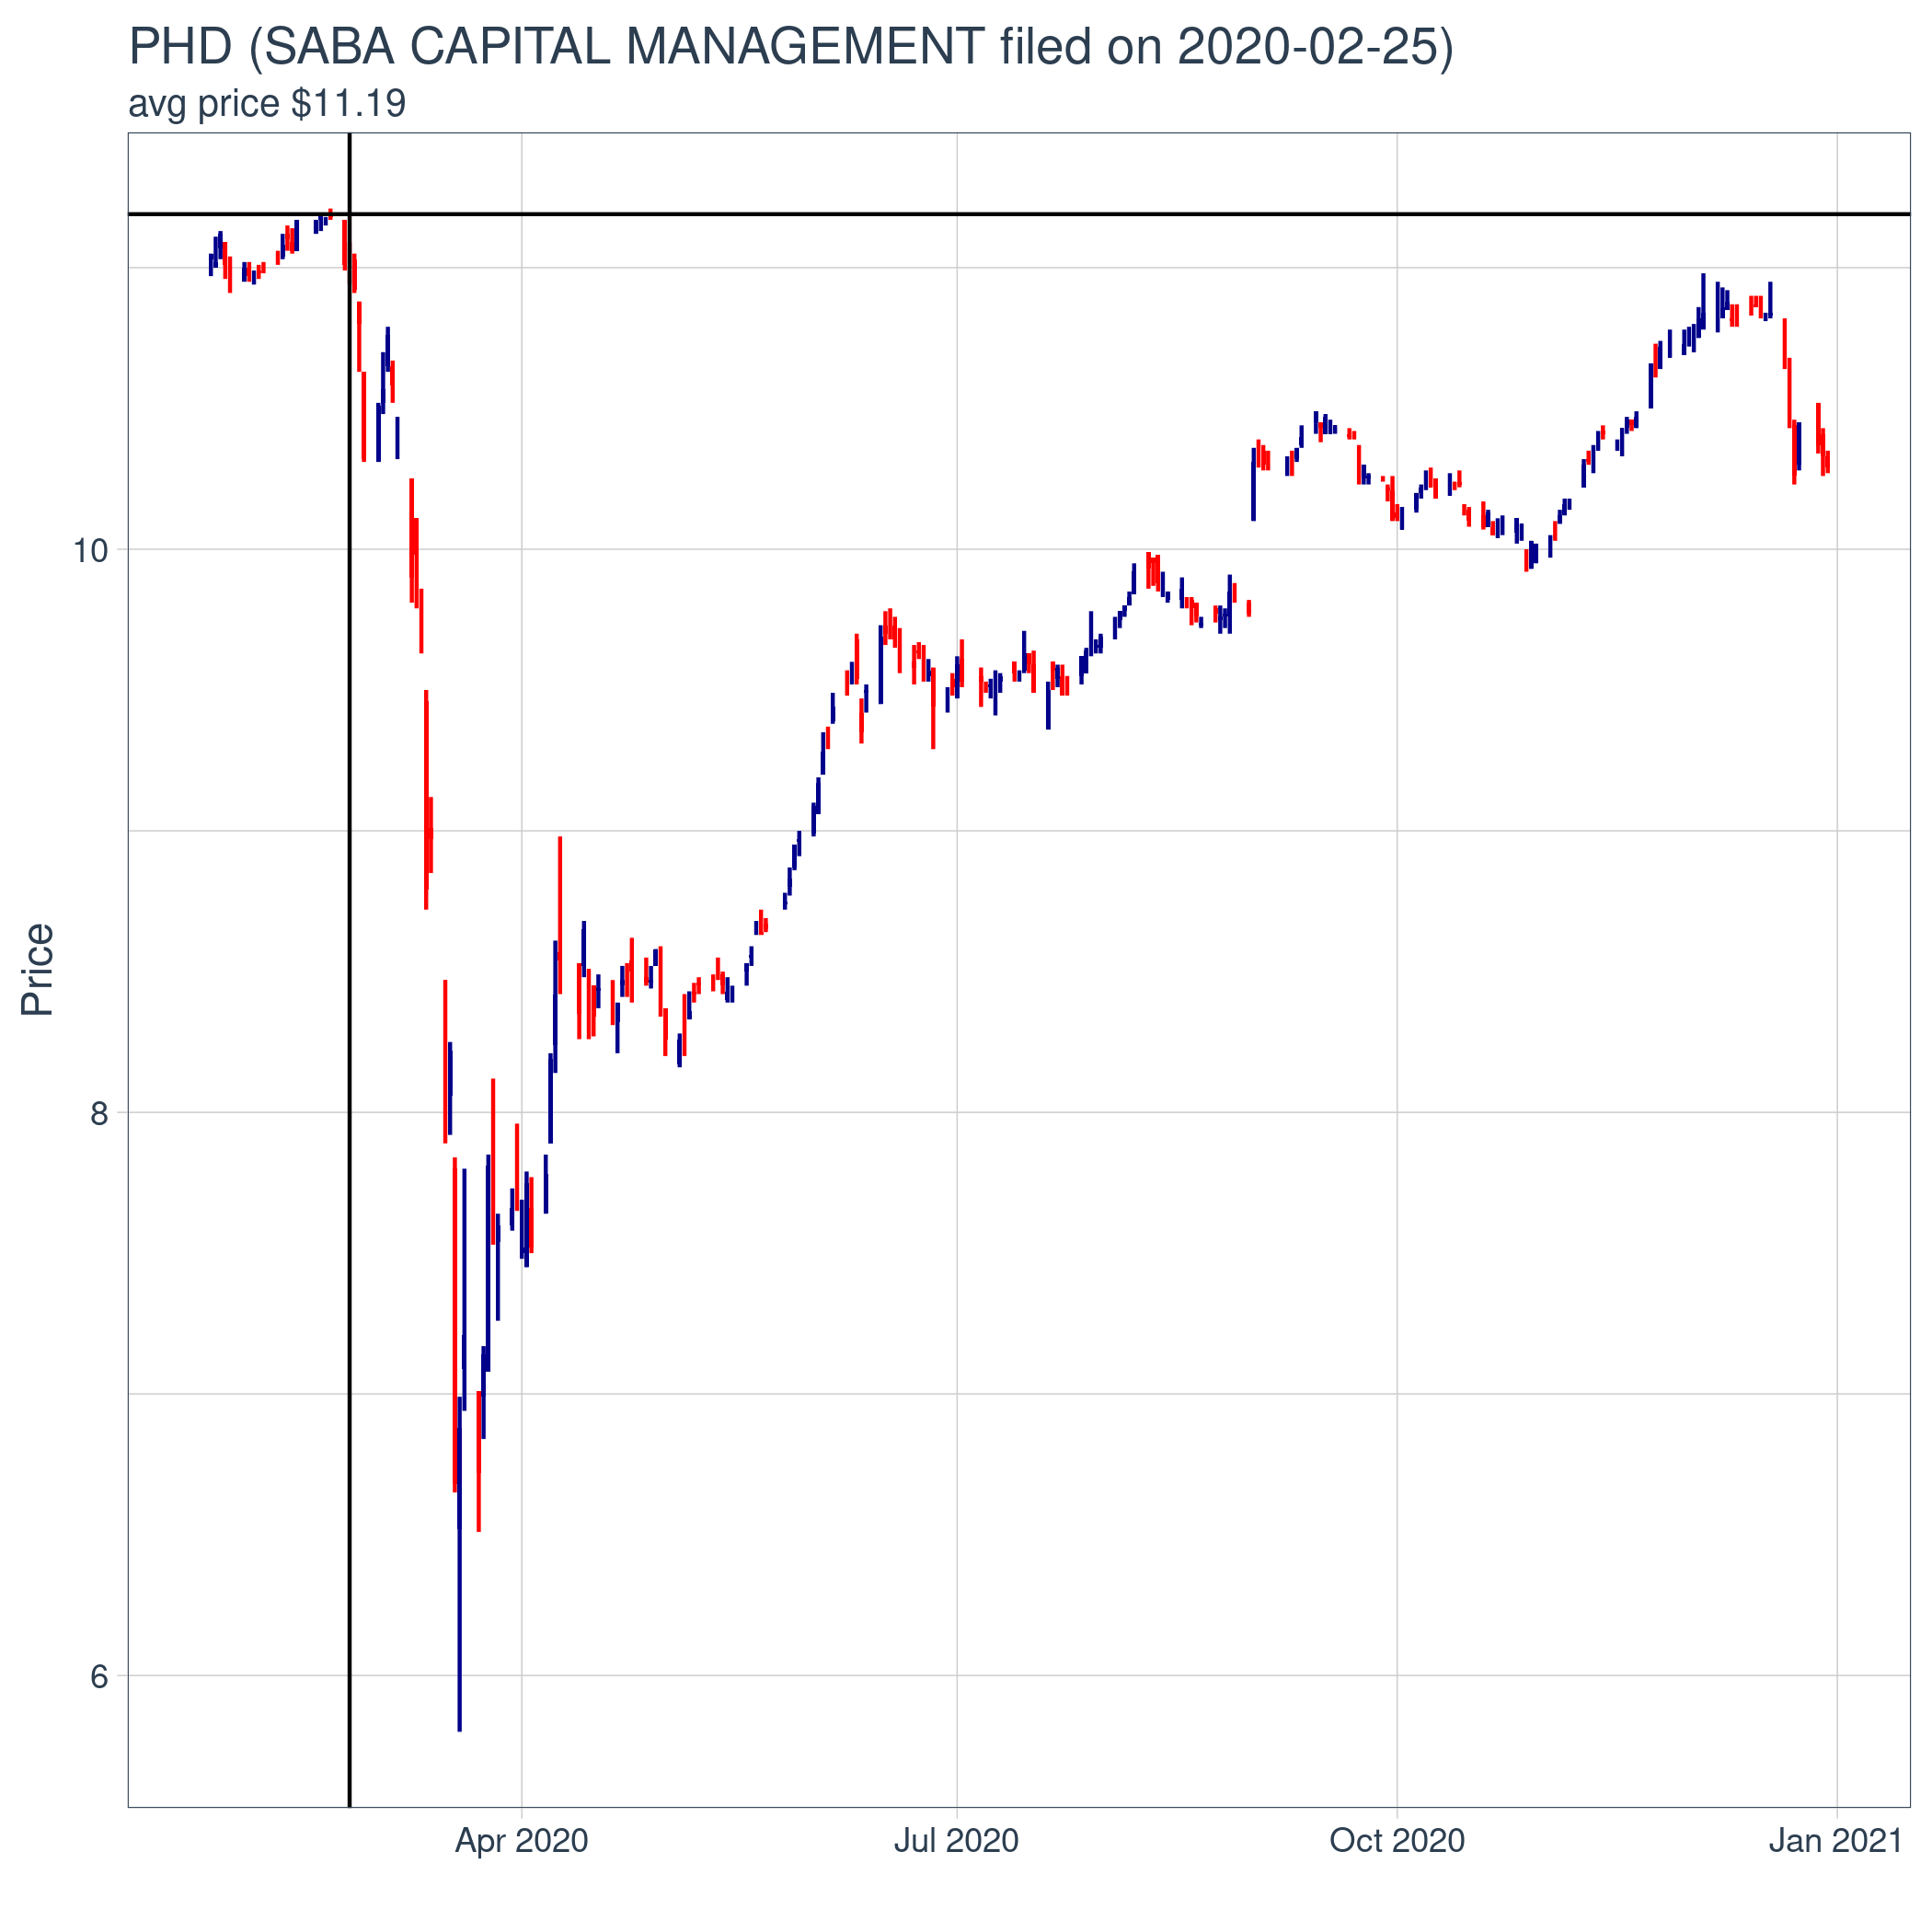 PHD (SABA CAPITAL MANAGEMENT filed on 2020-02-25)
avg price $11.19
Price
10
8
6
Apr 2020
Jul 2020
Oct 2020
Jan 2021